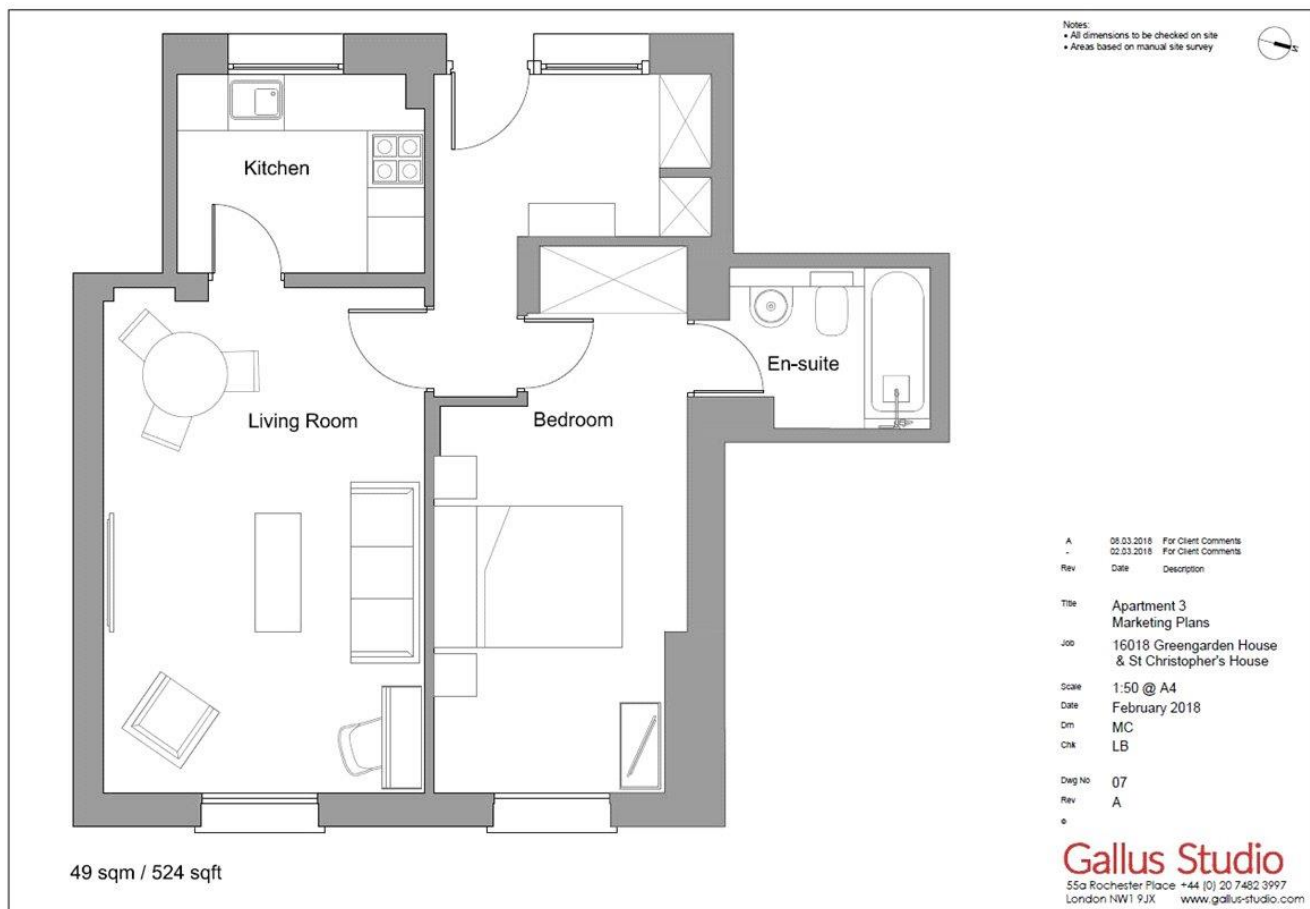 Notes:
• All dimensions to be checked on site
• Areas based on manual site survey
N
Kitchen
Living Room
Bedroom
En-suite
A 08.03.2018 For Client Comments
- 02.03.2018 For Client Comments
Rev Date Description
Title Apartment 3
Marketing Plans
Job 16018 Greengarden House
& St Christopher's House
Scale 1:50 @ A4
Date February 2018
Drn MC
Chk LB
Dwg No 07
Rev A
©
49 sqm / 524 sqft
Gallus Studio
55a Rochester Place +44 (0) 20 7482 3997
London NW1 9JX www.gallus-studio.com